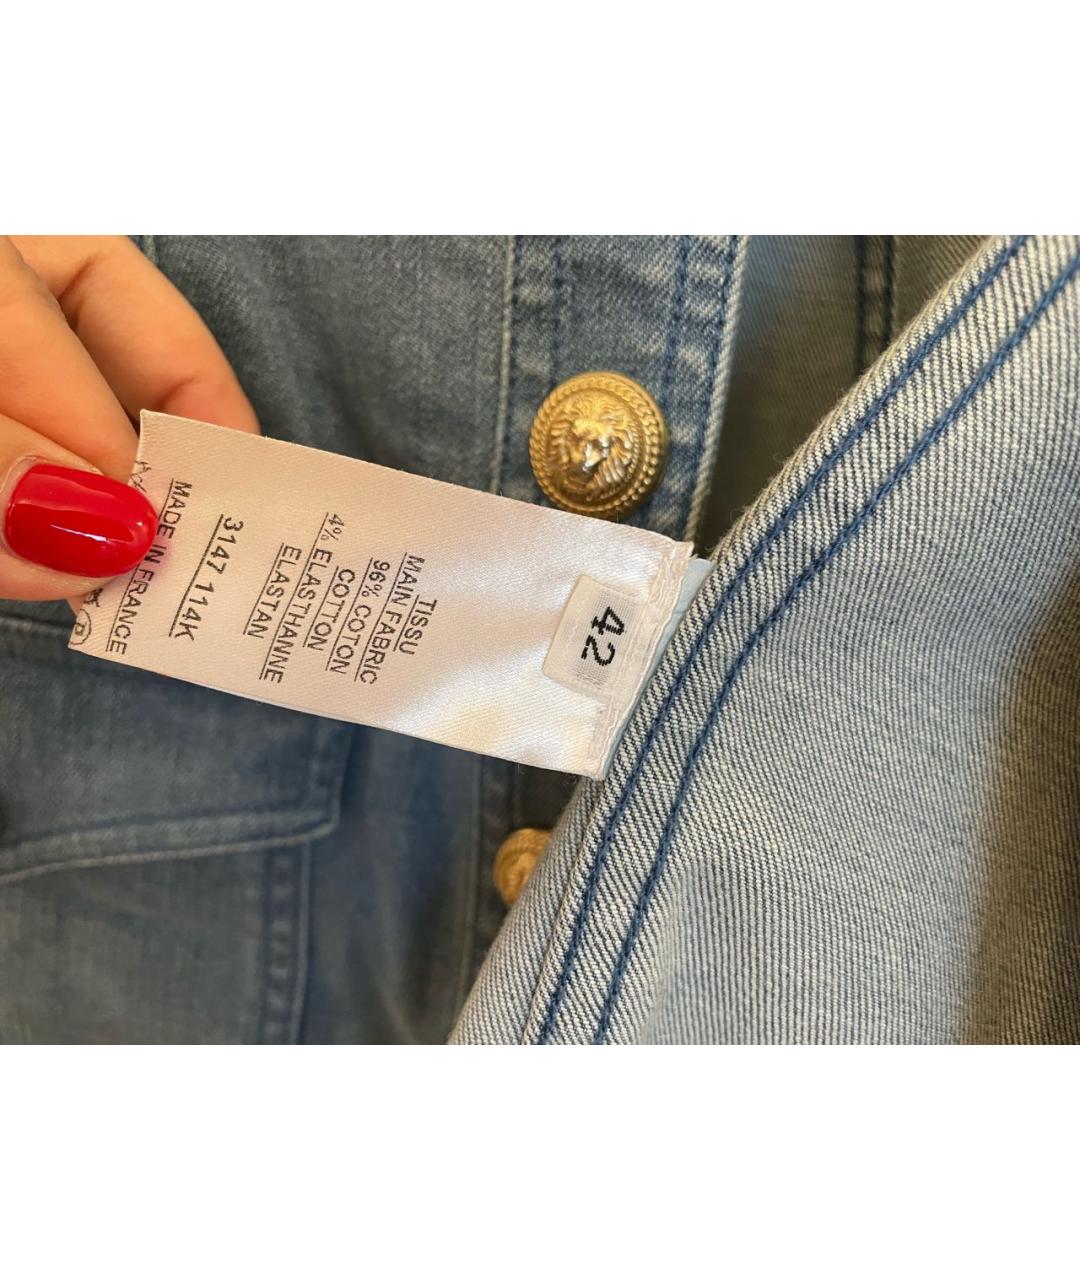 42
TISSU
MAIN FABRIC
96% COTON
COTTON
4% ELASTHANNE
ELASTAN
3147 114K
MADE IN FRANCE
P